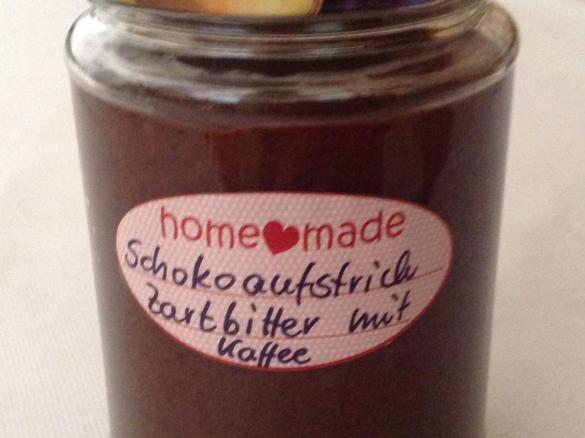 home made
Schokoaufstrich
Zartbitter mit
Kaffee